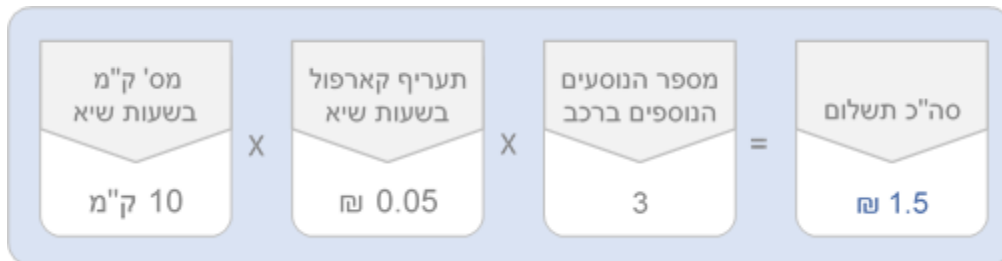 מס' ק"מ
בשעות שיא
10 ק"מ
X
תעריף קארפול
בשעות שיא
0.05 ₪
X
מספר הנוסעים
הנוספים ברכב
3
=
סה"כ תשלום
1.5 ₪